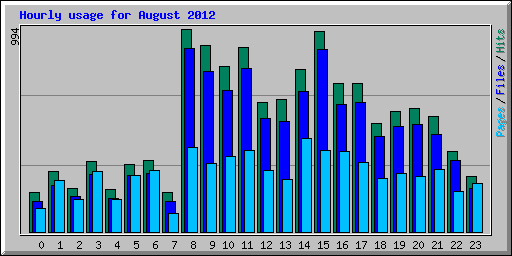 Hourly usage for August 2012
994
Pages/Files/Hits
0 1 2 3 4 5 6 7 8 9 10 11 12 13 14 15 16 17 18 19 20 21 22 23